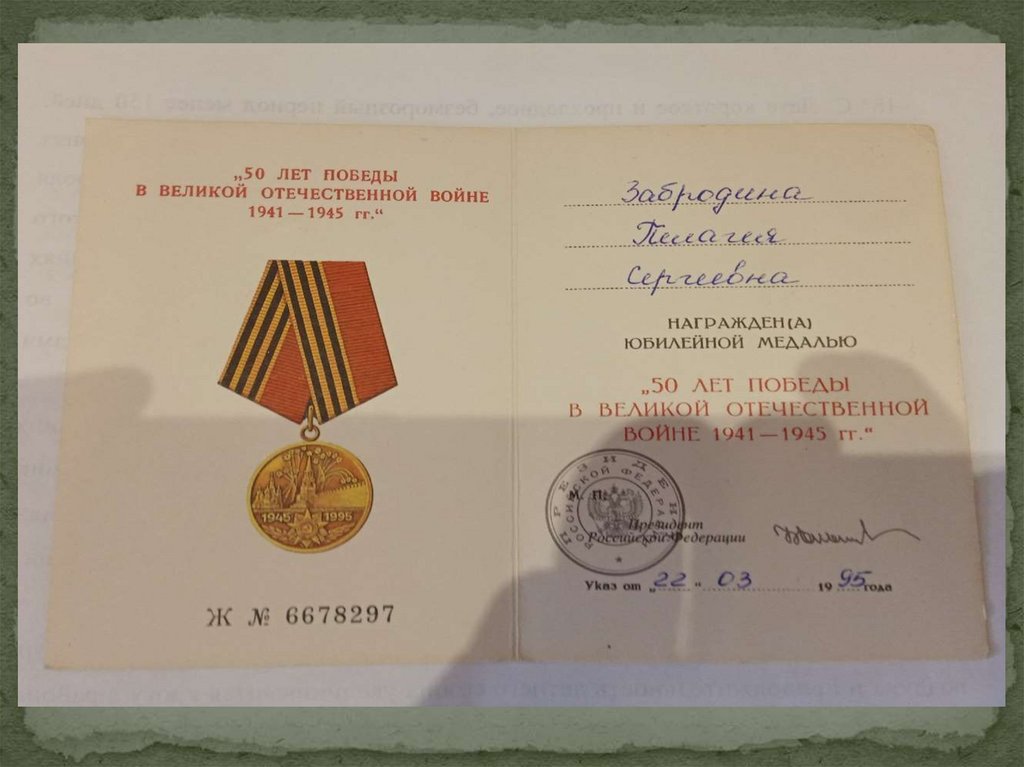 „50 ЛЕТ ПОБЕДЫ
В ВЕЛИКОЙ ОТЕЧЕСТВЕННОЙ ВОЙНЕ
1941—1945 гг.“
1945 1995
Ж № 6678297
Забродина
Пелагия
Сергеевна
НАГРАЖДЕН(А)
ЮБИЛЕЙНОЙ МЕДАЛЬЮ
„50 ЛЕТ ПОБЕДЫ
В ВЕЛИКОЙ ОТЕЧЕСТВЕННОЙ
ВОЙНЕ 1941—1945 гг.“
М. П.
Президент
Российской Федерации
Указ от „22“ 03 1995 года